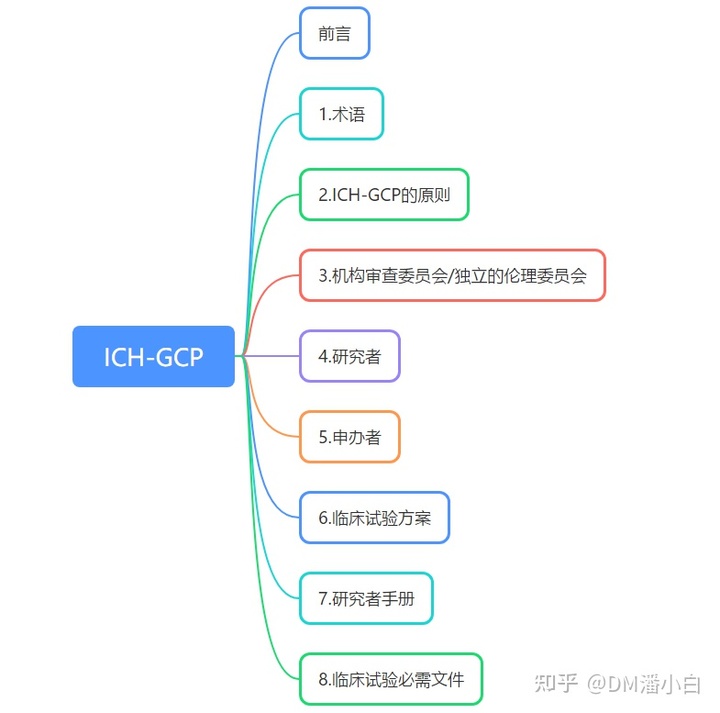 前言
1.术语
2.ICH-GCP的原则
3.机构审查委员会/独立的伦理委员会
ICH-GCP
4.研究者
5.申办者
6.临床试验方案
7.研究者手册
8.临床试验必需文件
知乎 @DM潘小白